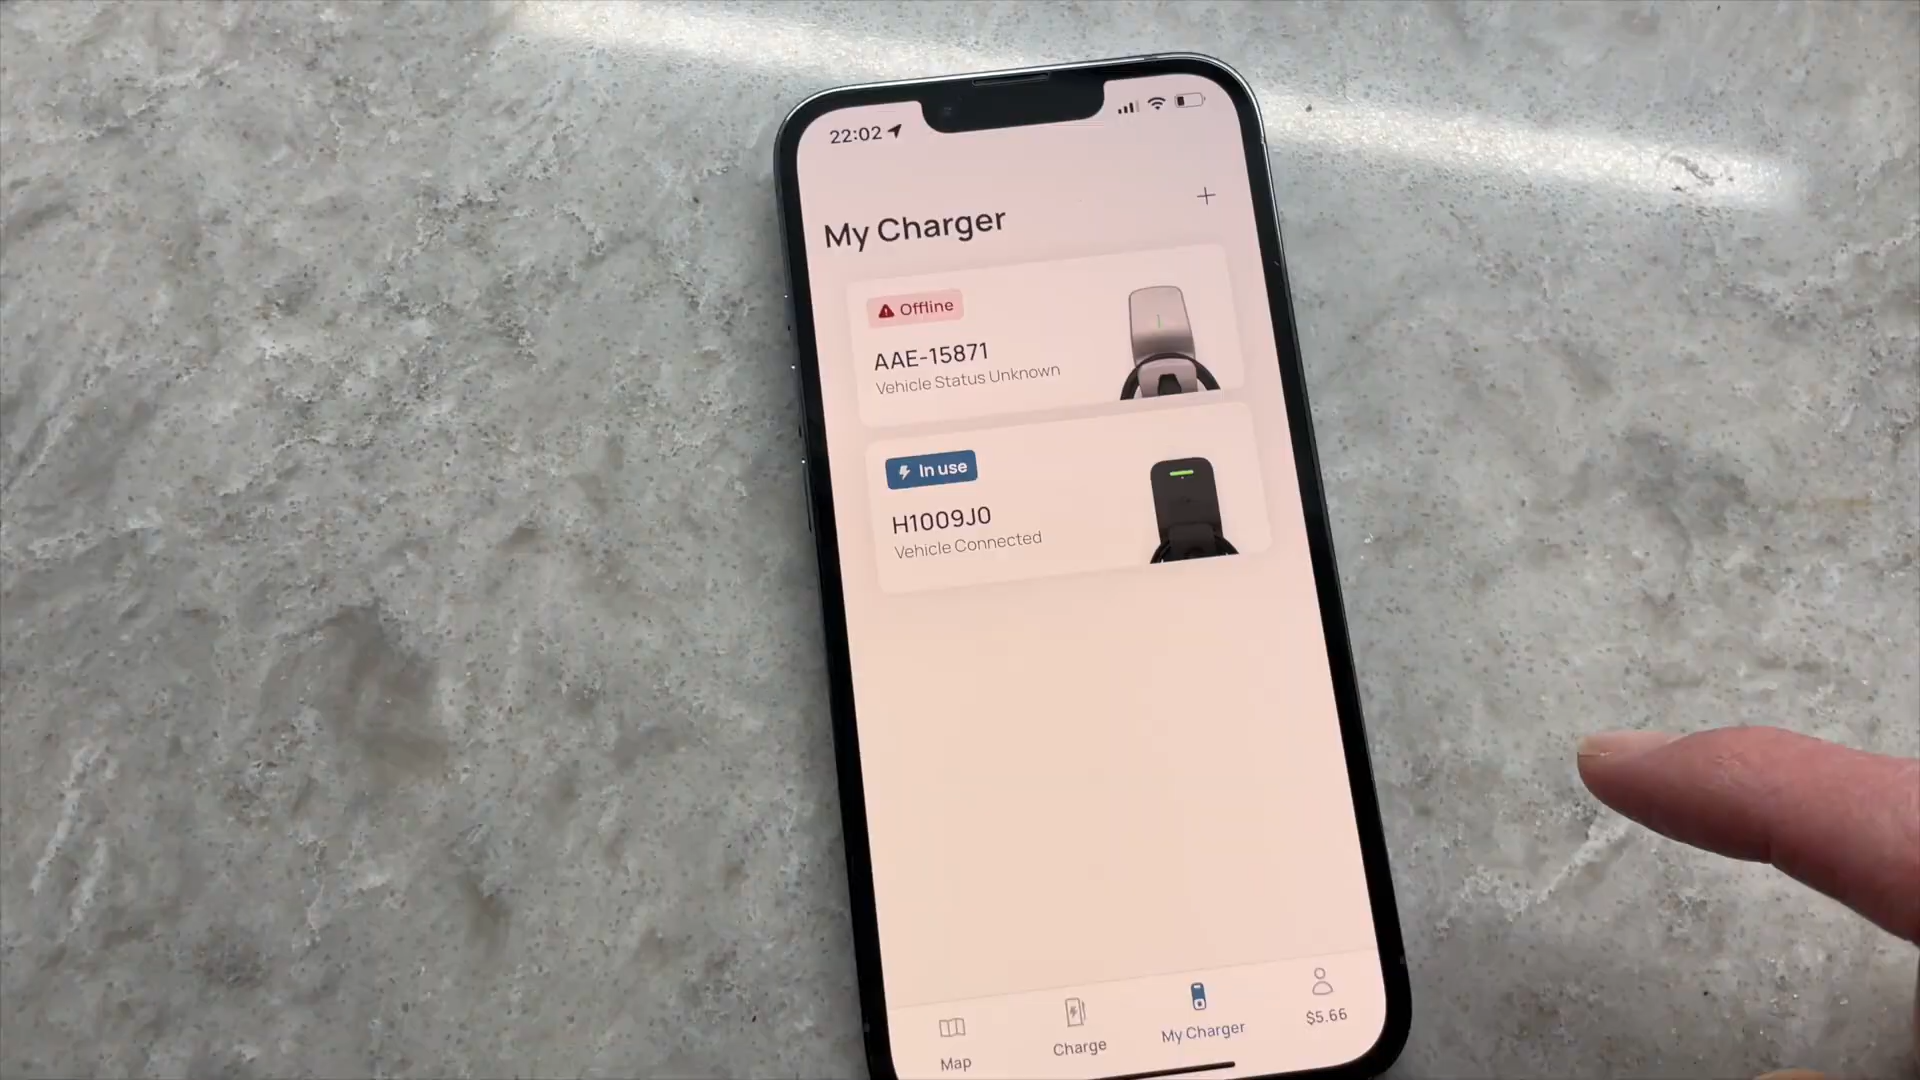 22:02
My Charger
Offline
AAE-15871
Vehicle Status Unknown
In use
H1009J0
Vehicle Connected
Map
Charge
My Charger
$5.66